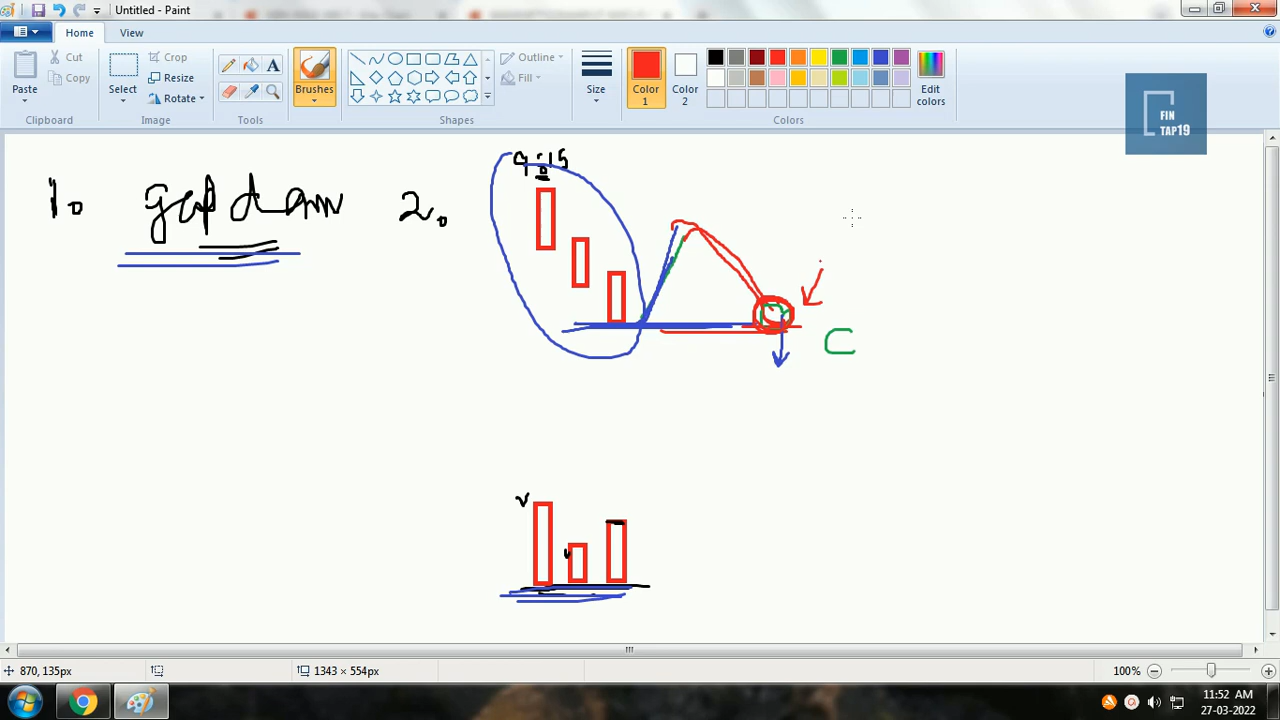 Untitled - Paint
Home View
Paste
Cut
Copy
Clipboard
Select
Crop
Resize
Rotate
Image
Tools
Brushes
Shapes
Outline
Fill
Size
Color 1
Color 2
Edit colors
Colors
FIN
TAP19
9:15
1. gap down 2.
C
870, 135px
1343 × 554px
100%
11:52 AM
27-03-2022